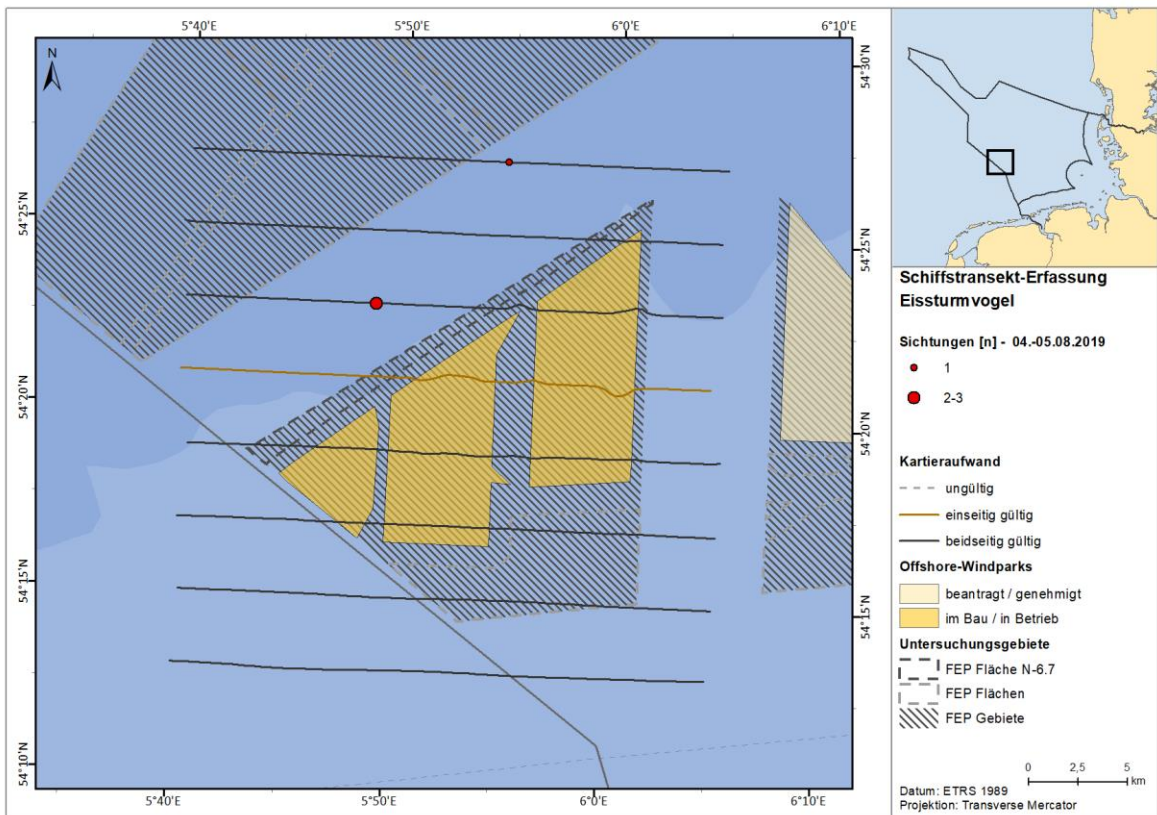 5°40'E 5°50'E 6°0'E 6°10'E
N
54°30'N
54°25'N
54°25'N
54°20'N
54°20'N
54°15'N
54°15'N
54°10'N
5°40'E 5°50'E 6°0'E 6°10'E
Schiffstransekt-Erfassung
Eissturmvogel
Sichtungen [n] - 04.-05.08.2019
1
2-3
Kartieraufwand
ungültig
einseitig gültig
beidseitig gültig
Offshore-Windparks
beantragt / genehmigt
im Bau / in Betrieb
Untersuchungsgebiete
FEP Fläche N-6.7
FEP Flächen
FEP Gebiete
0 2,5 5
km
Datum: ETRS 1989
Projektion: Transverse Mercator